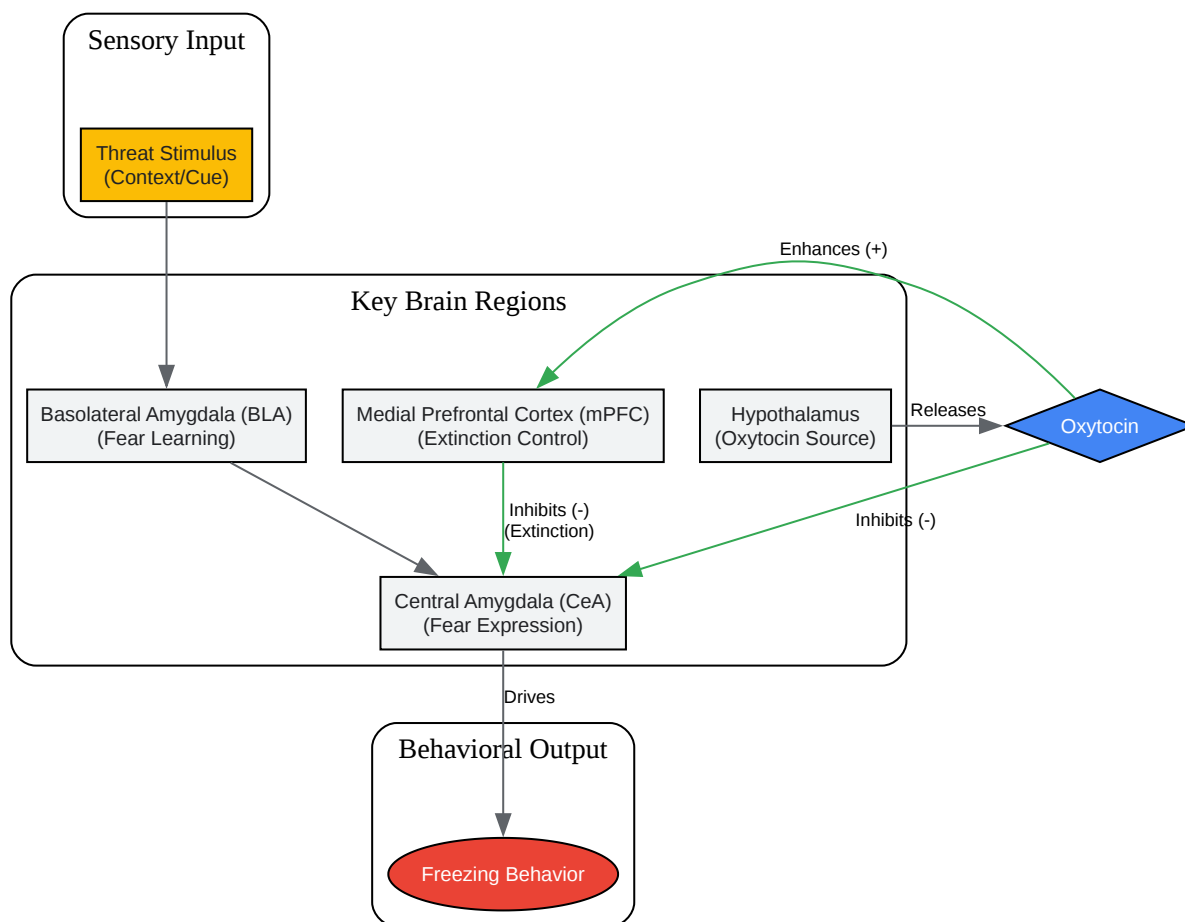 Sensory Input
Threat Stimulus
(Context/Cue)
Enhances (+)
Key Brain Regions
Basolateral Amygdala (BLA)
(Fear Learning)
Medial Prefrontal Cortex (mPFC)
(Extinction Control)
Hypothalamus
(Oxytocin Source)
Releases
Oxytocin
Inhibits (-)
(Extinction)
Inhibits (-)
Central Amygdala (CeA)
(Fear Expression)
Drives
Behavioral Output
Freezing Behavior